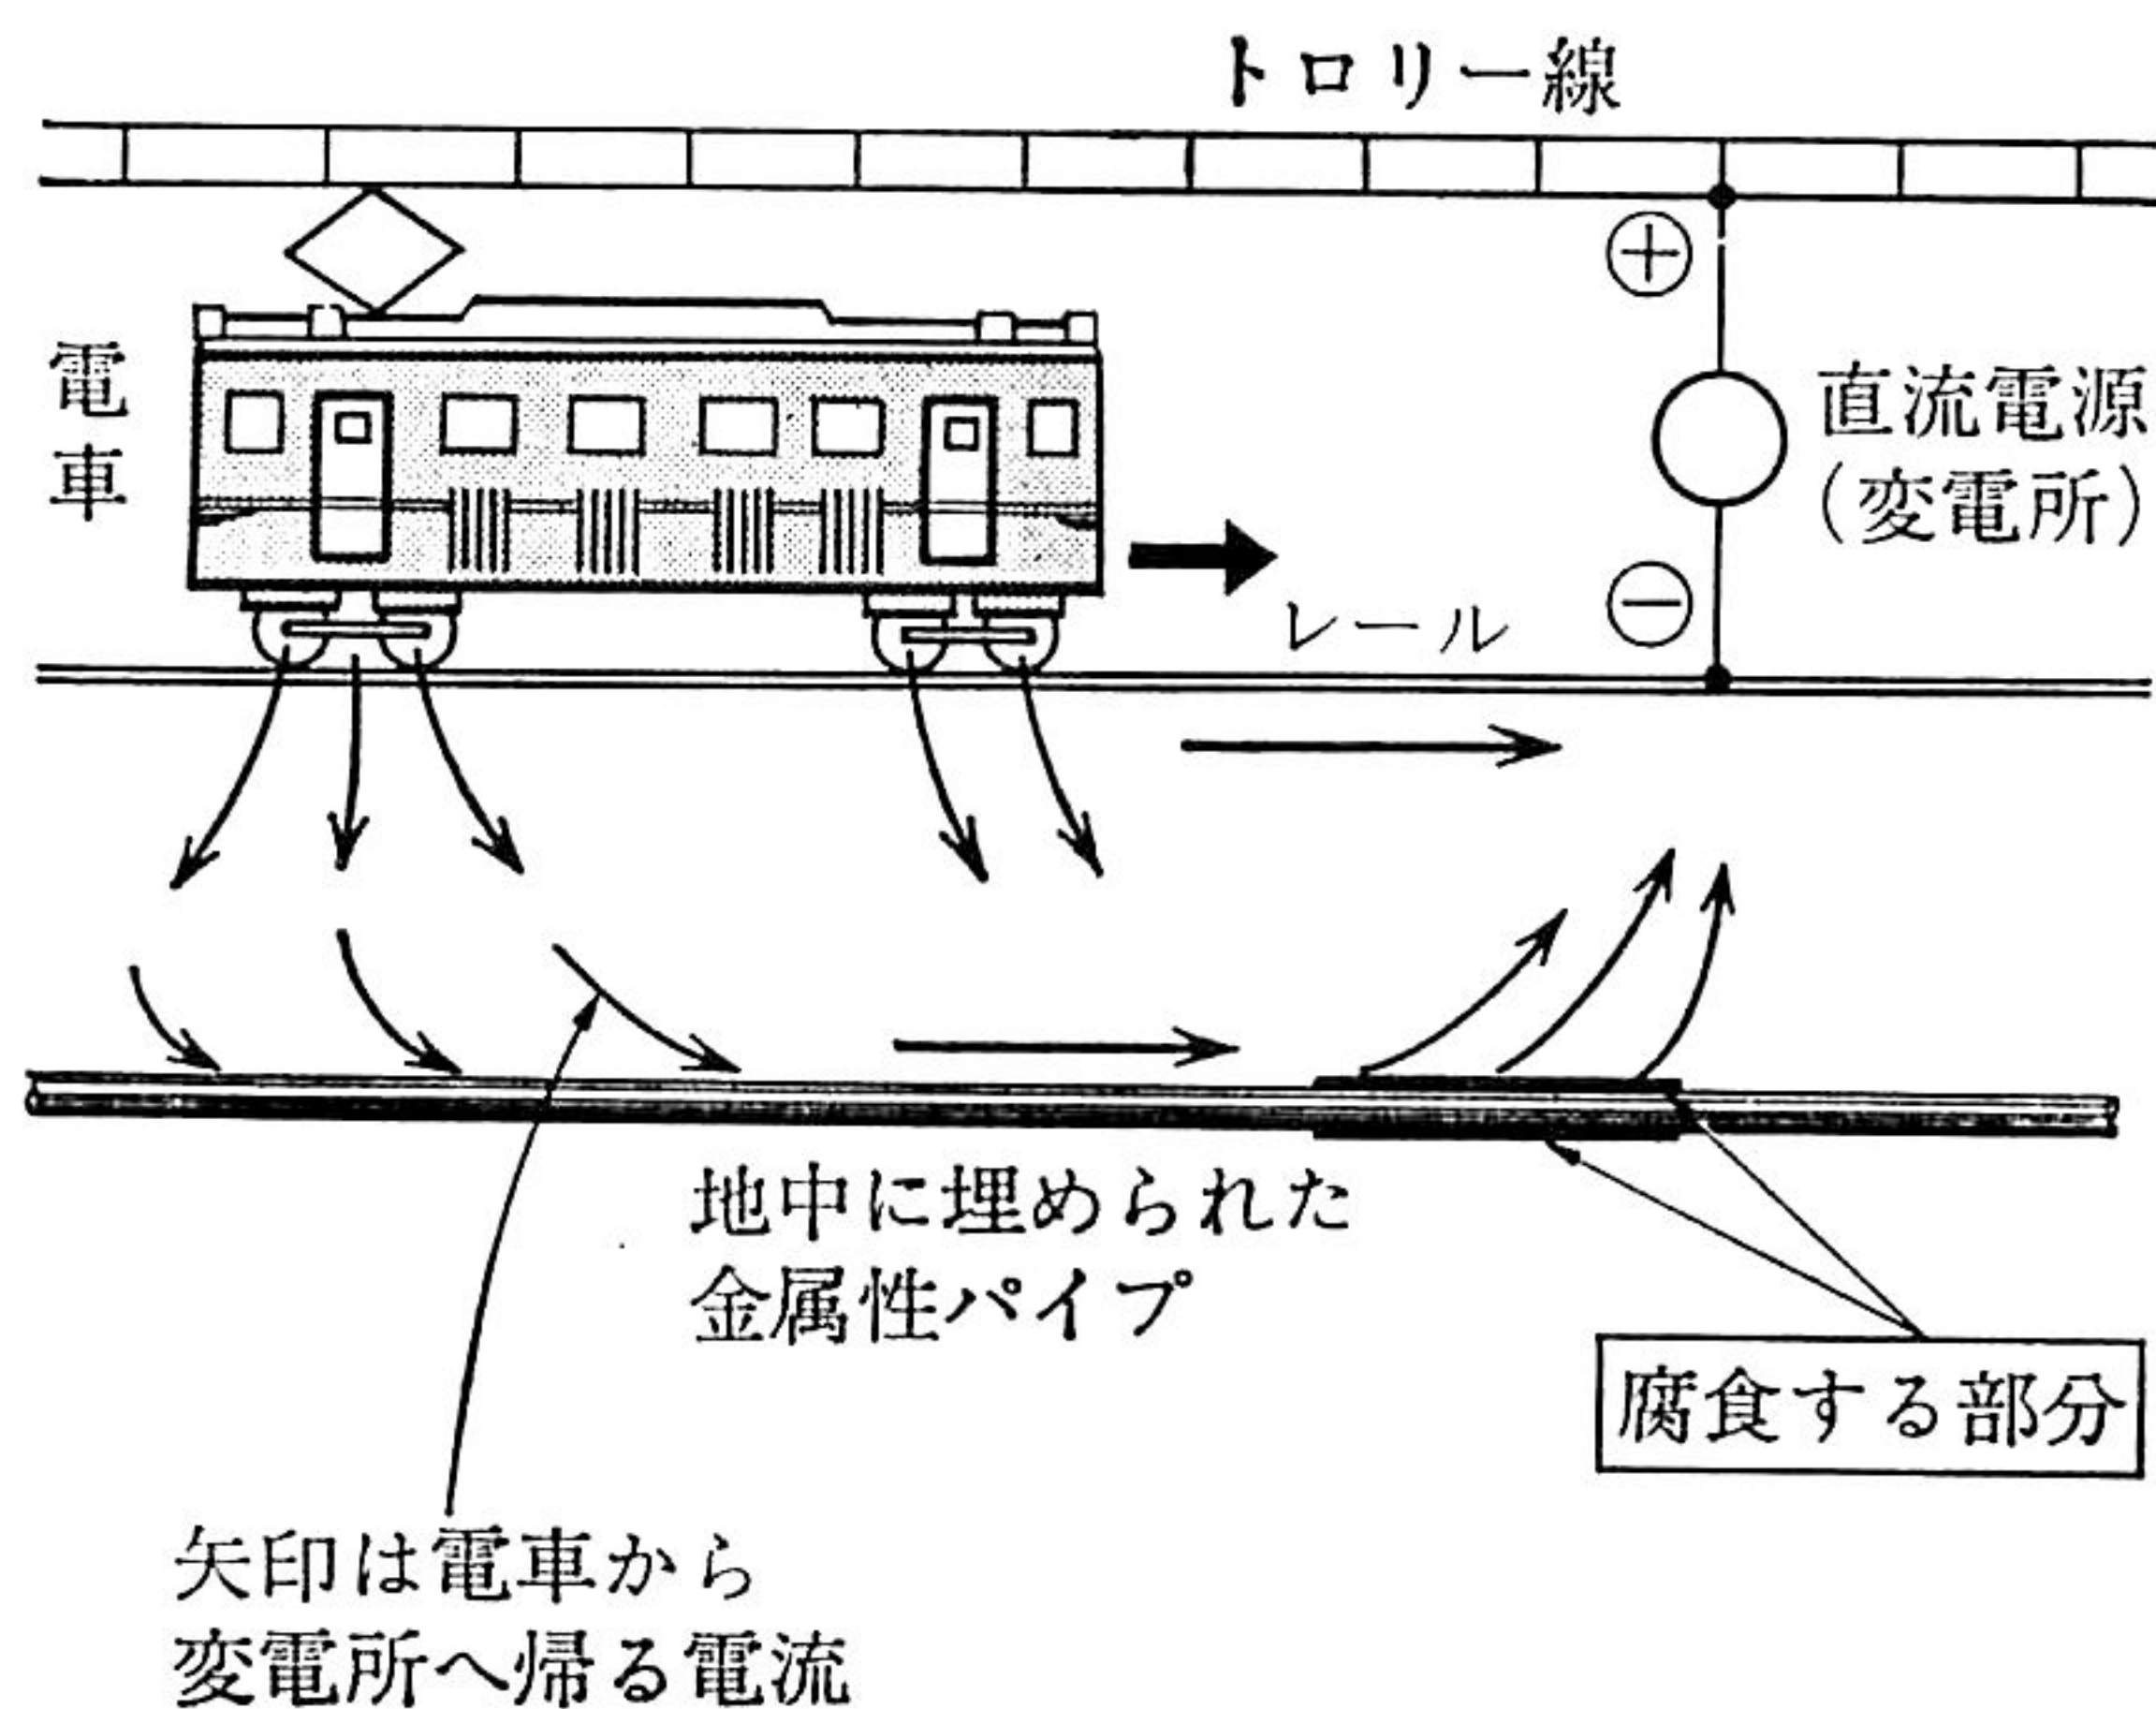 トロリー線
電車
⊕
直流電源
(変電所)
⊖
レール
地中に埋められた
金属性パイプ
腐食する部分
矢印は電車から
変電所へ帰る電流